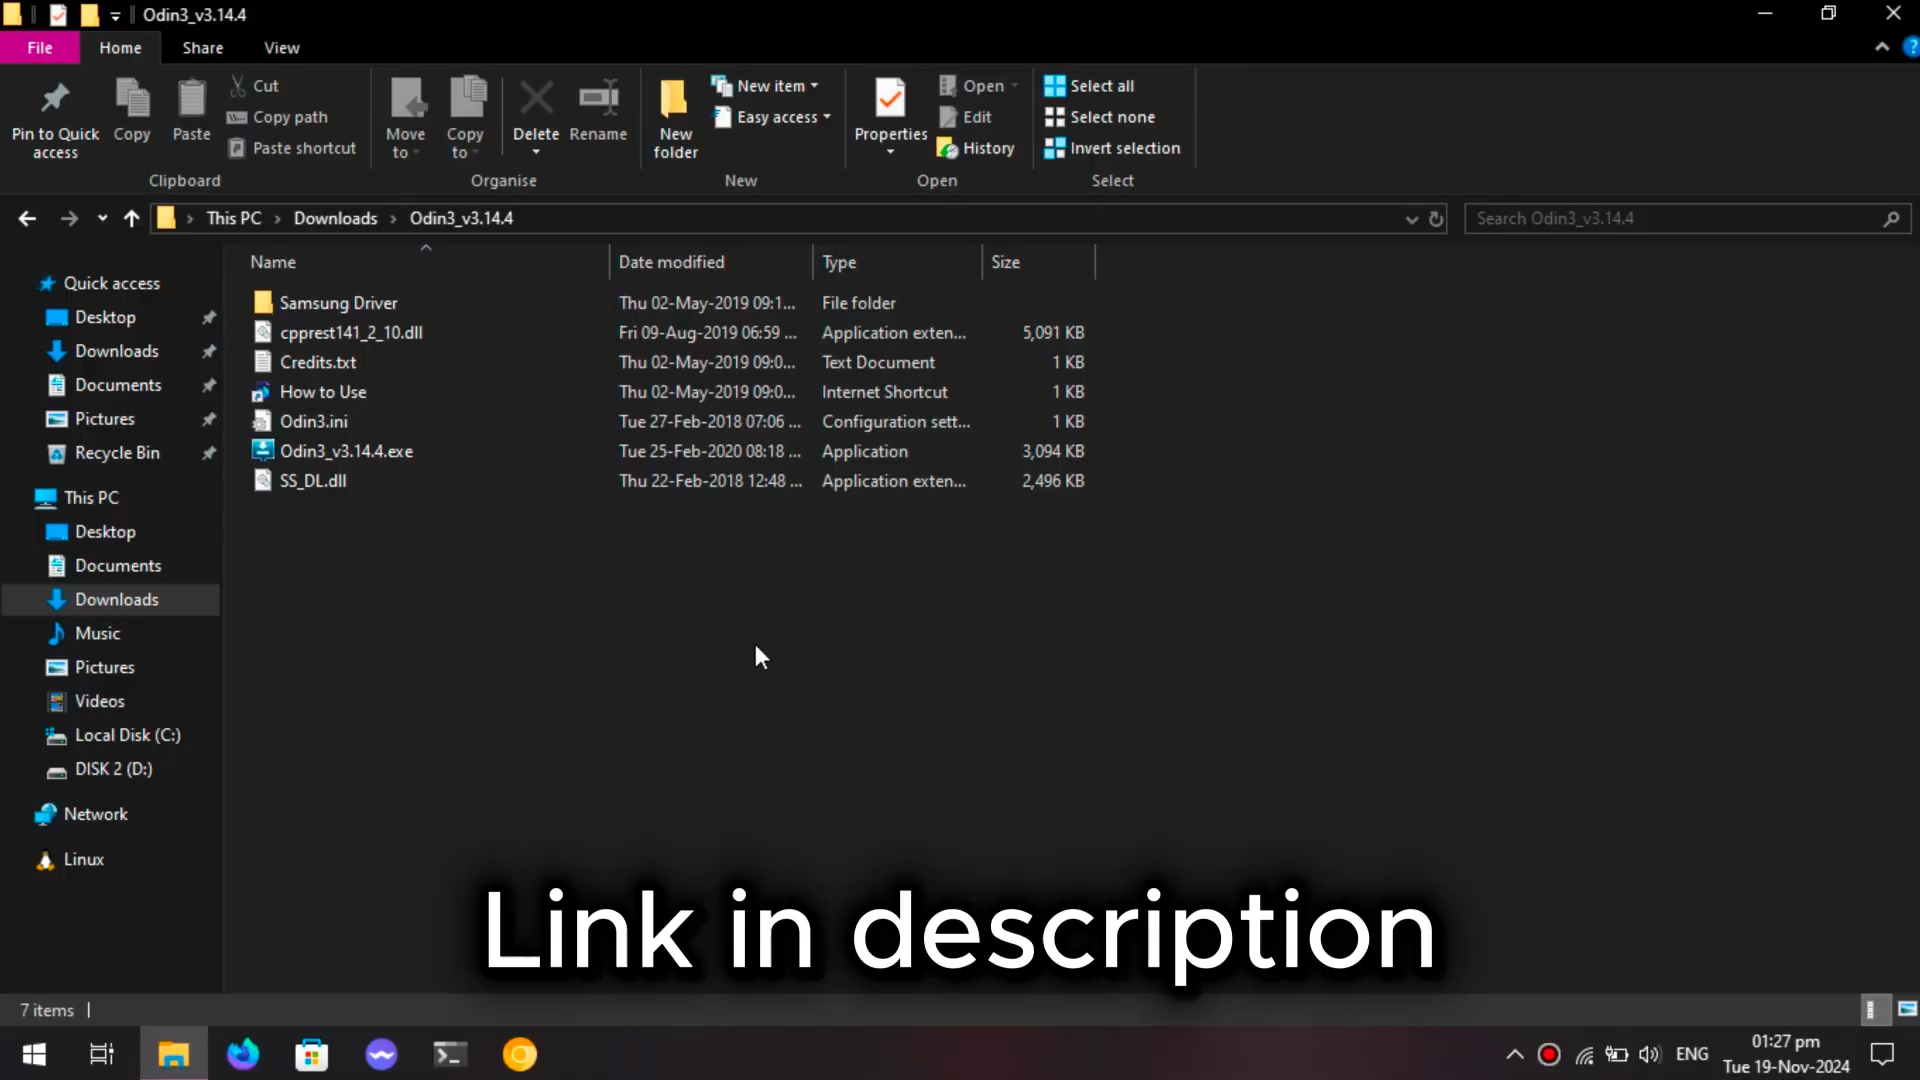 Odin3_v3.14.4
File Home Share View
Pin to Quick access
Copy
Paste
Cut
Copy path
Paste shortcut
Clipboard
Move to
Copy to
Delete
Rename
Organise
New folder
New item
Easy access
New
Properties
Open
Edit
History
Open
Select all
Select none
Invert selection
Select
This PC > Downloads > Odin3_v3.14.4
Search Odin3_v3.14.4
Quick access
Desktop
Downloads
Documents
Pictures
Recycle Bin
This PC
Desktop
Documents
Downloads
Music
Pictures
Videos
Local Disk (C:)
DISK 2 (D:)
Network
Linux
Name Date modified Type Size
Samsung Driver Thu 02-May-2019 09:1... File folder
cpprest141_2_10.dll Fri 09-Aug-2019 06:59 ... Application exten... 5,091 KB
Credits.txt Thu 02-May-2019 09:0... Text Document 1 KB
How to Use Thu 02-May-2019 09:0... Internet Shortcut 1 KB
Odin3.ini Tue 27-Feb-2018 07:06 ... Configuration sett... 1 KB
Odin3_v3.14.4.exe Tue 25-Feb-2020 08:18 ... Application 3,094 KB
SS_DL.dll Thu 22-Feb-2018 12:48 ... Application exten... 2,496 KB
Link in description
7 items
ENG
01:27 pm
Tue 19-Nov-2024